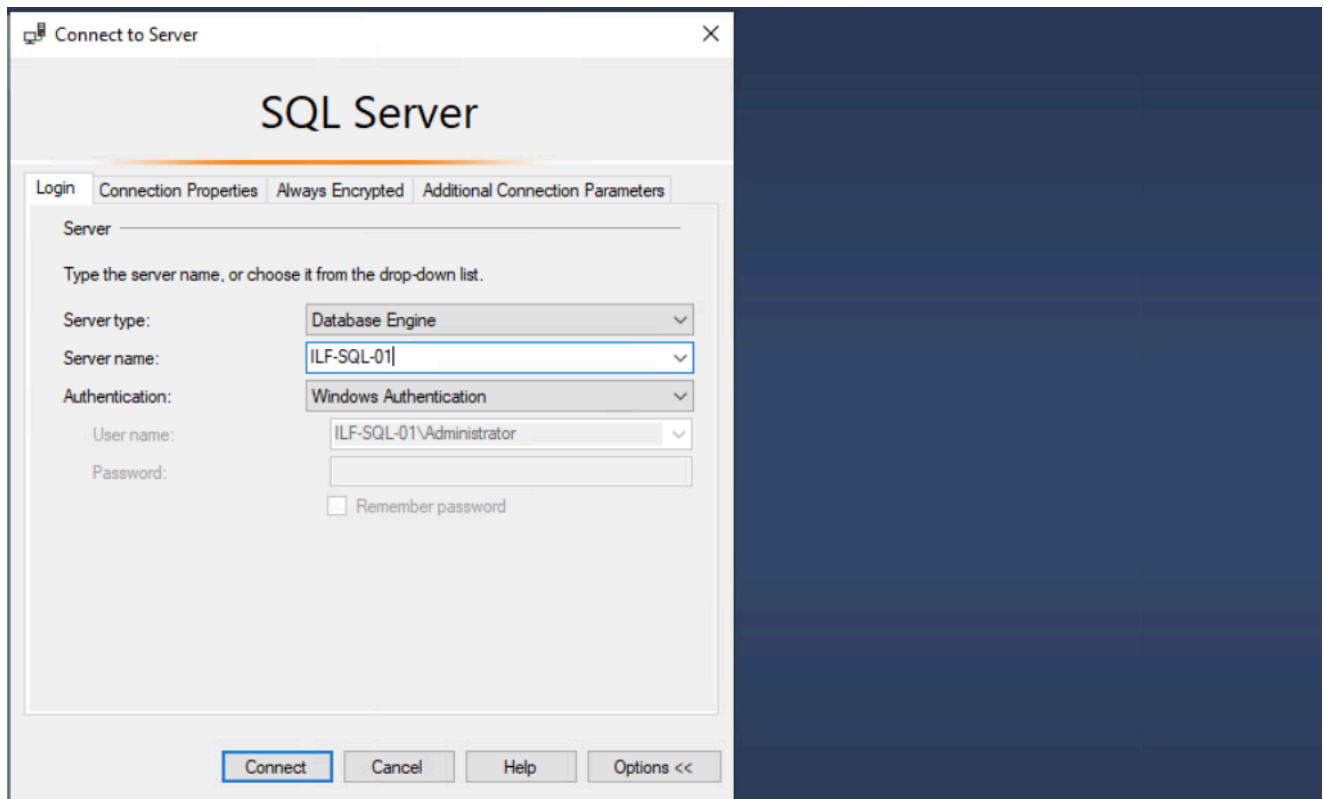 Connect to Server
SQL Server
Login Connection Properties Always Encrypted Additional Connection Parameters
Server
Type the server name, or choose it from the drop-down list.
Server type: Database Engine
Server name: ILF-SQL-01
Authentication: Windows Authentication
User name: ILF-SQL-01\Administrator
Password:
Remember password
Connect Cancel Help Options <<